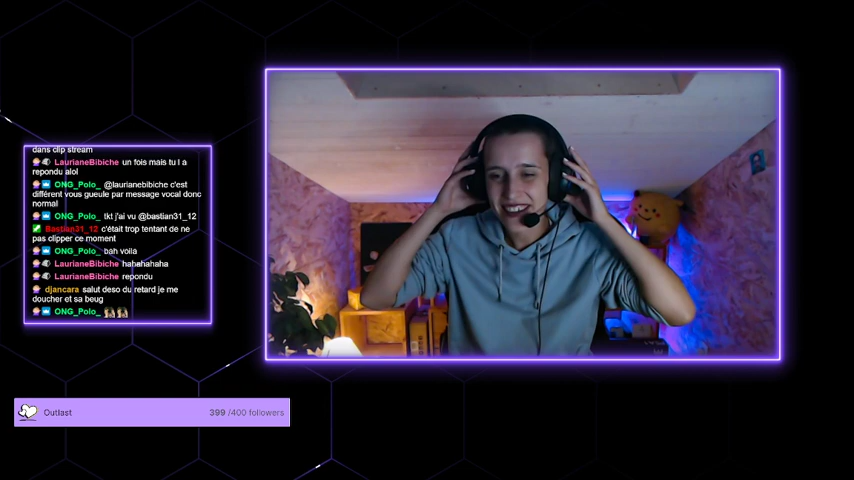 dans clip stream
LaurianeBibiche un fois mais tu l a
repondu alol
ONG_Polo_ @laurianebibiche c'est
différent vous gueule par message vocal donc
normal
ONG_Polo_ tkt j'ai vu @bastian31_12
Bastian31_12 c'était trop tentant de ne
pas clipper ce moment
ONG_Polo_ bah voila
LaurianeBibiche hahahahaha
LaurianeBibiche repondu
djancara salut deso du retard je me
doucher et sa beug
ONG_Polo_
Outlast 399 /400 followers